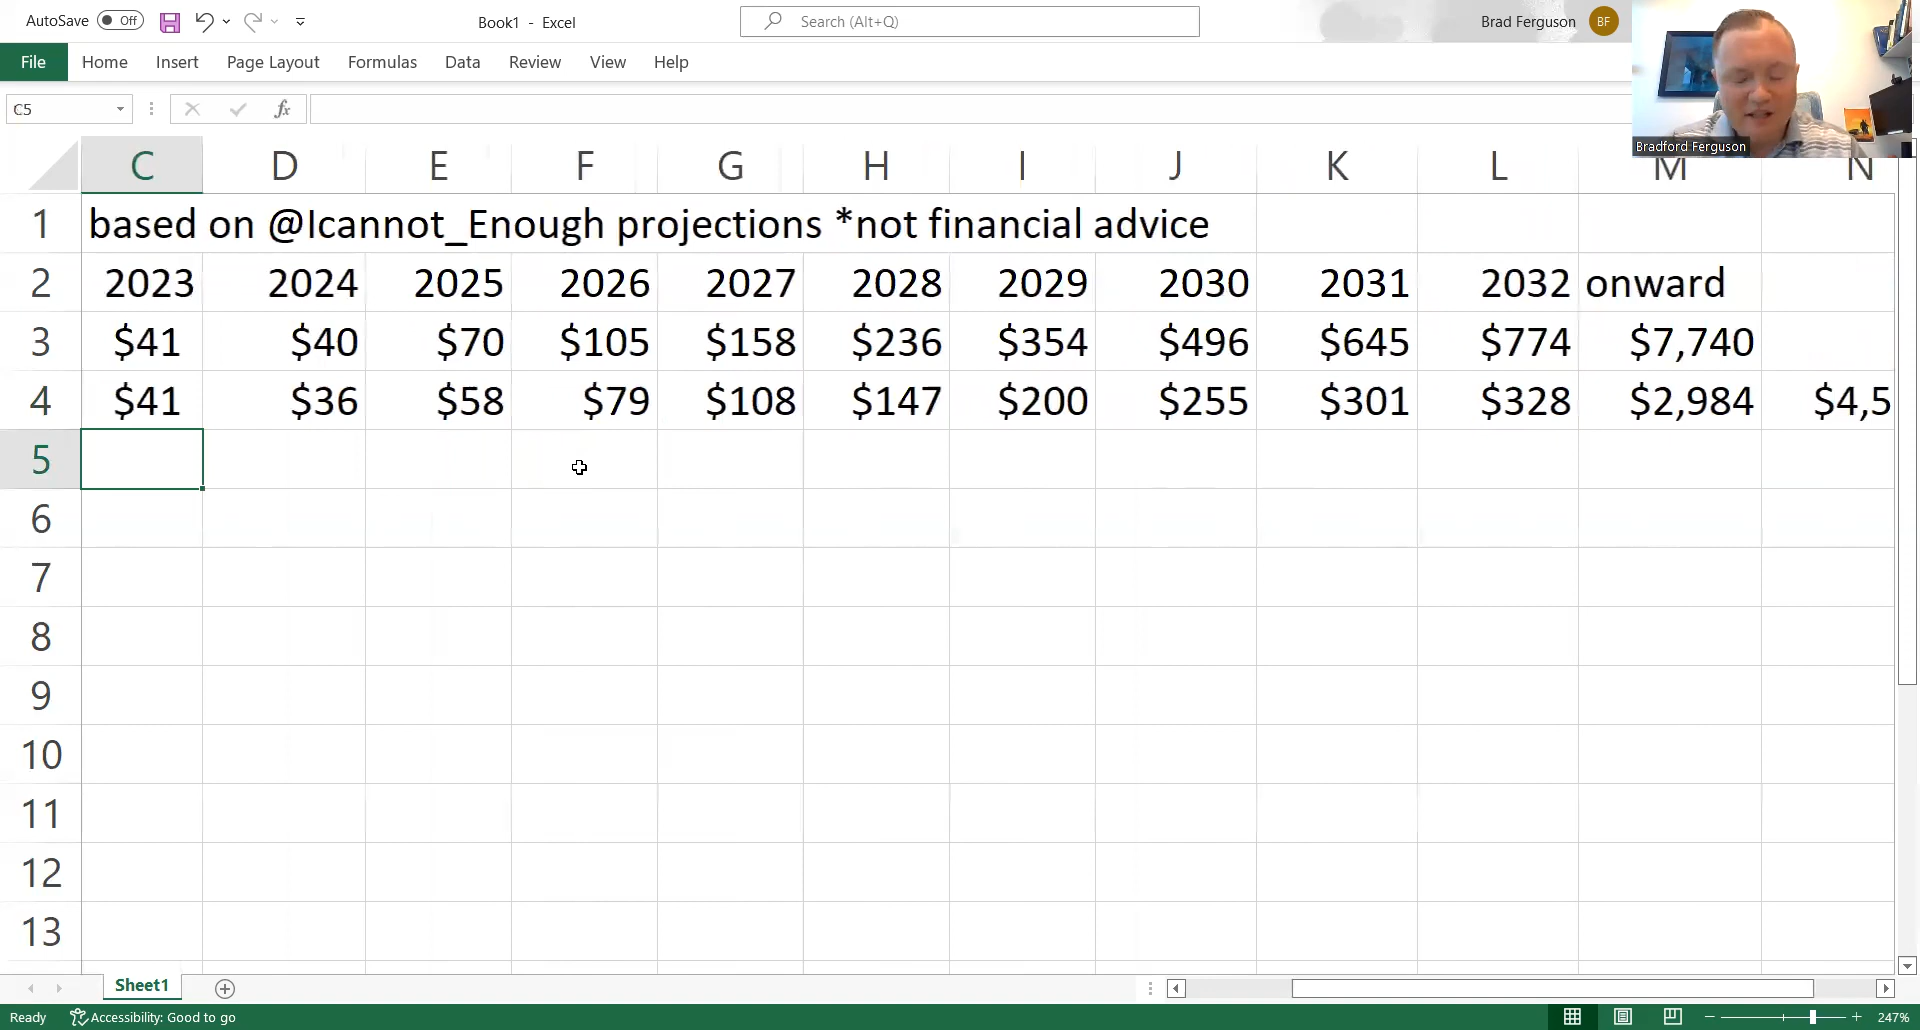 AutoSave Off Book1 - Excel Search (Alt+Q) Brad Ferguson BF
File Home Insert Page Layout Formulas Data Review View Help
C5 fx
Bradford Ferguson
C D E F G H I J K L M N
1 based on @Icannot_Enough projections *not financial advice
2 2023 2024 2025 2026 2027 2028 2029 2030 2031 2032 onward
3 $41 $40 $70 $105 $158 $236 $354 $496 $645 $774 $7,740
4 $41 $36 $58 $79 $108 $147 $200 $255 $301 $328 $2,984 $4,5
5
6
7
8
9
10
11
12
13
Sheet1
Ready Accessibility: Good to go 247%